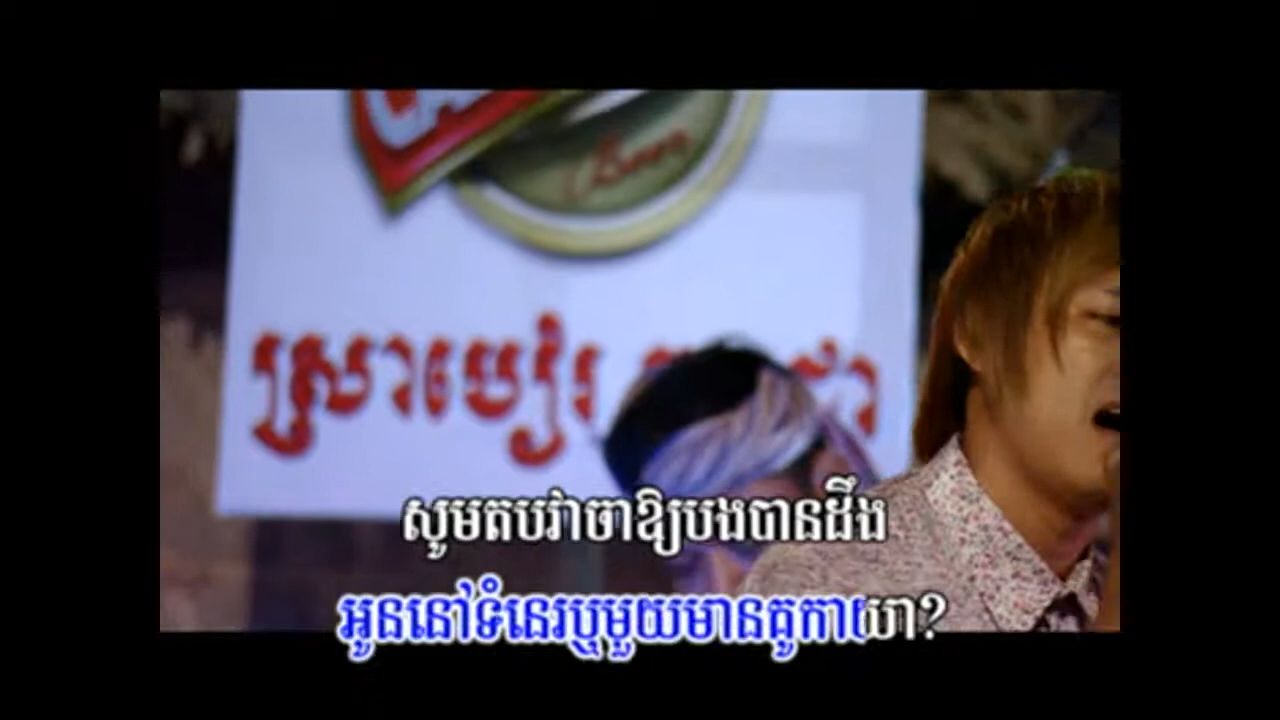 Beer
ស្រាបៀរ
សូមតបវាចាឱ្យបងបានដឹង
អូននៅទំនេរឬមួយមានគូកាយា?